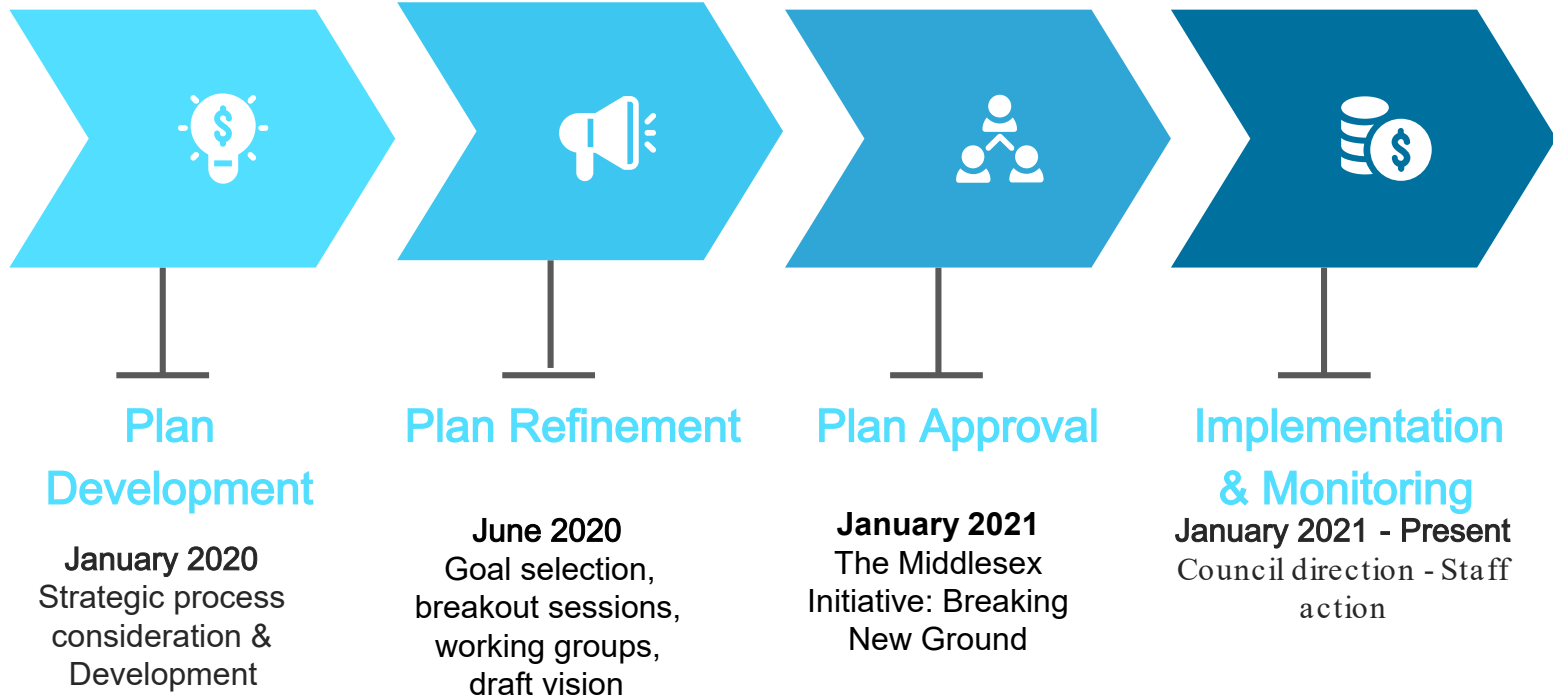 Plan
Development
January 2020
Strategic process
consideration &
Development
Plan Refinement
June 2020
Goal selection,
breakout sessions,
working groups,
draft vision
Plan Approval
January 2021
The Middlesex
Initiative: Breaking
New Ground
Implementation
& Monitoring
January 2021 - Present
Council direction - Staff
action